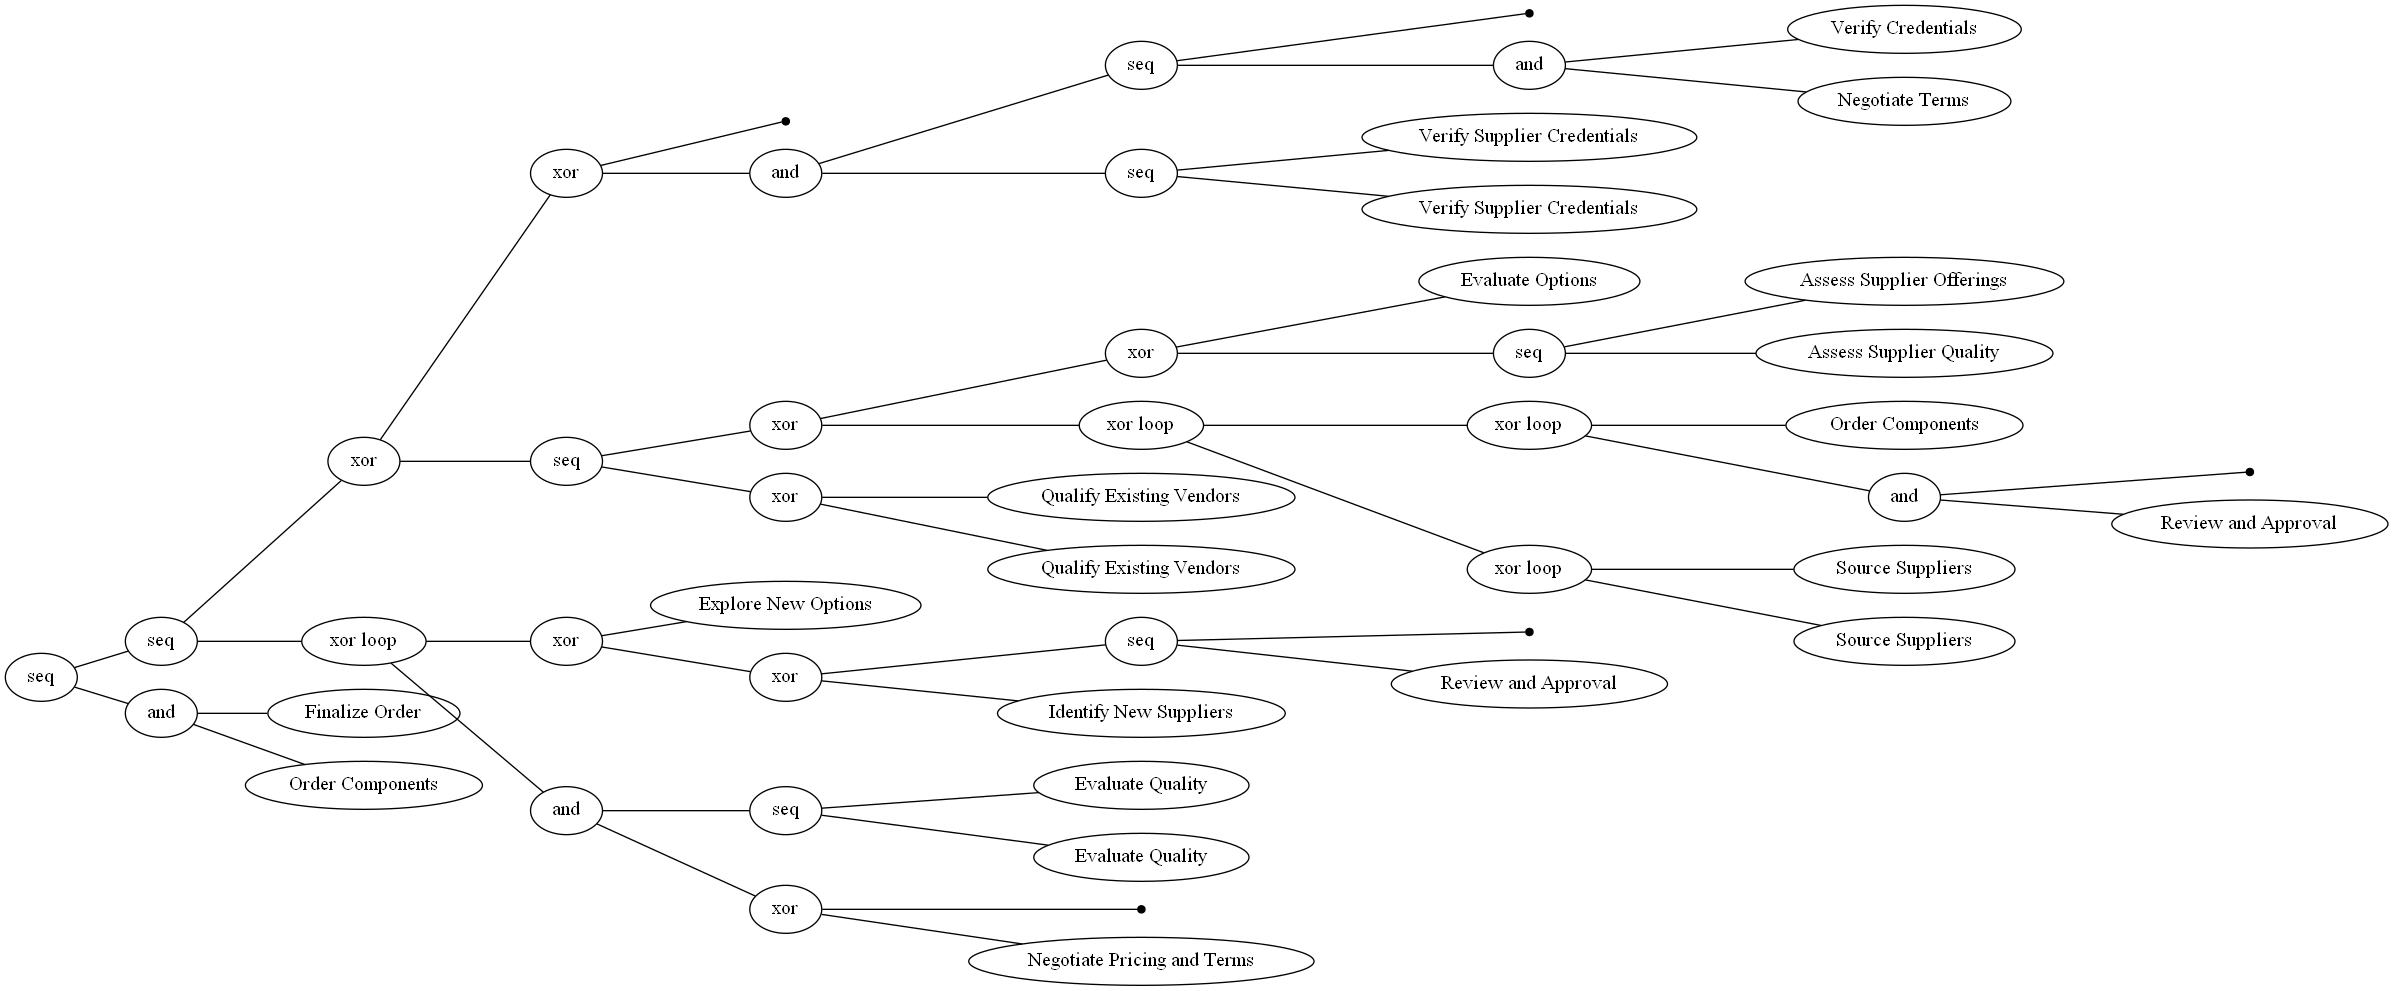 Verify Credentials
seq
and
Negotiate Terms
Verify Supplier Credentials
xor
and
seq
Verify Supplier Credentials
Evaluate Options
Assess Supplier Offerings
xor
seq
Assess Supplier Quality
xor
xor loop
xor loop
Order Components
xor
seq
xor
Qualify Existing Vendors
and
Review and Approval
Qualify Existing Vendors
xor loop
Source Suppliers
Explore New Options
seq
xor loop
xor
seq
Source Suppliers
seq
xor
Review and Approval
and
Finalize Order
Identify New Suppliers
Order Components
Evaluate Quality
and
seq
Evaluate Quality
xor
Negotiate Pricing and Terms